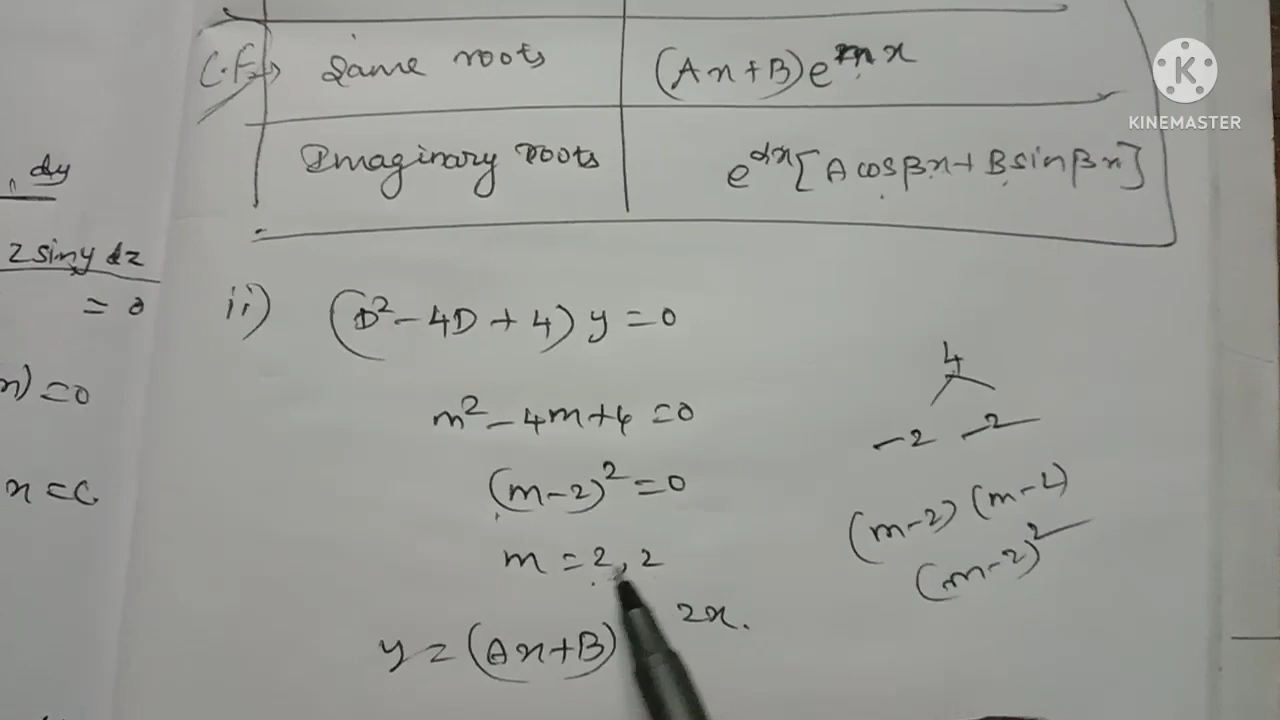 C.F. Same roots (Ax+B)e^mx
KINEMASTER
Imaginary roots e^αx[A cosβx+B sinβx]
dy
z siny dz
= 0
ii) (D²-4D+4)y=0
4
=0
m²-4m+4=0
-2 -2
x=c
(m-2)²=0
(m-2)(m-2)
m=2,2
(m-2)²
y=(Ax+B) 2x.